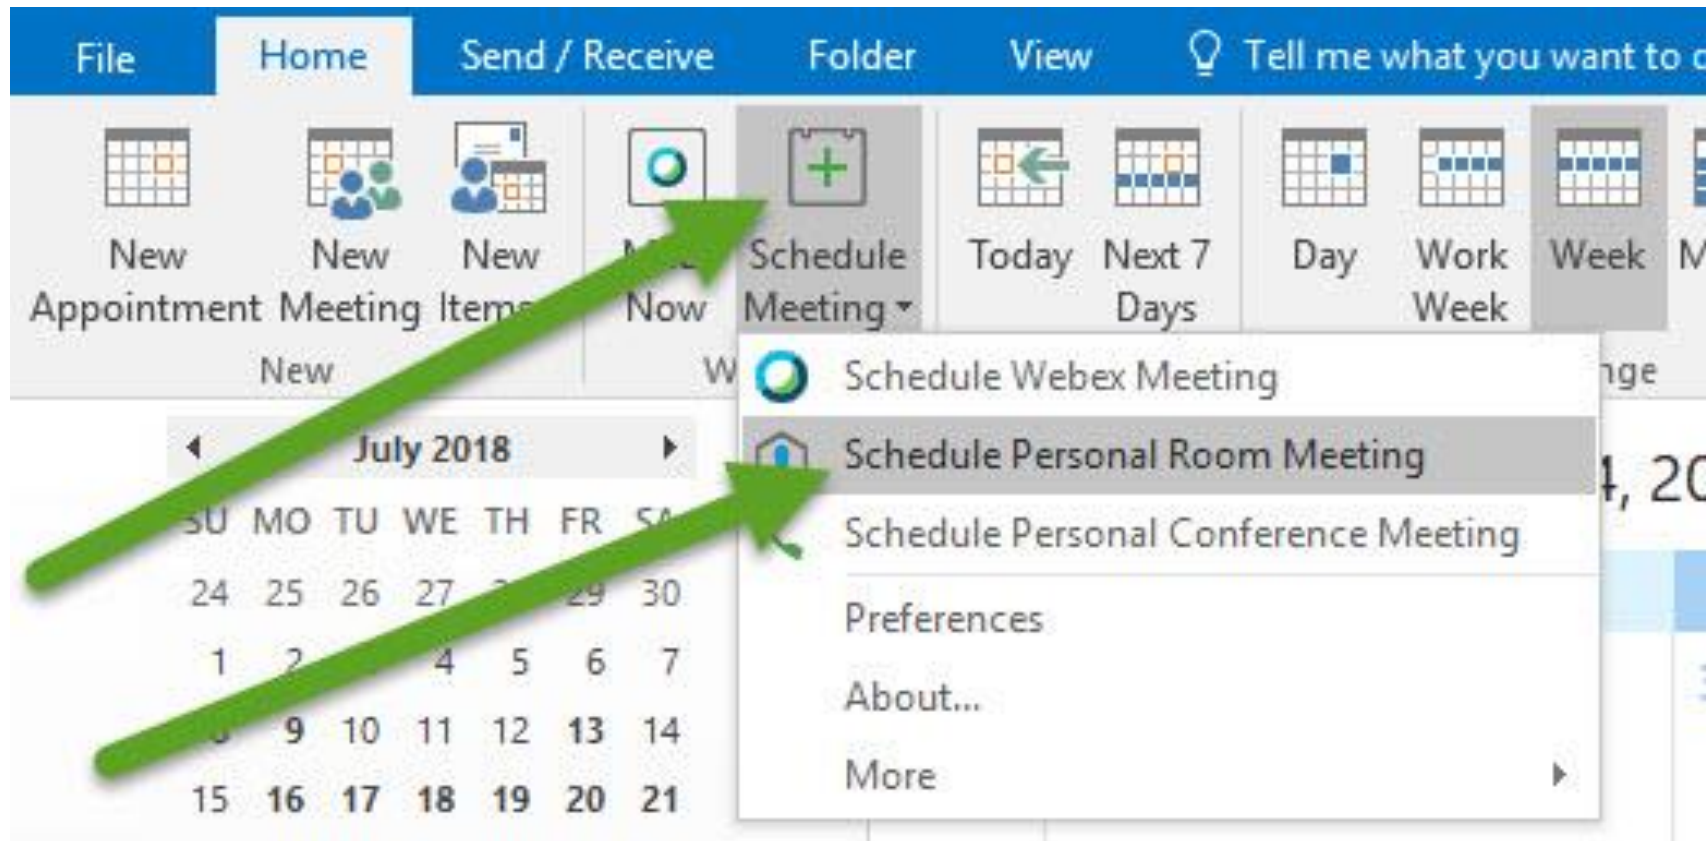 File Home Send / Receive Folder View Tell me what you want to
New New New Schedule Today Next 7 Day Work Week
Appointment Meeting Now Meeting Days Week
New
Schedule Webex Meeting
July 2018
Schedule Personal Room Meeting
4, 20
SU MO TU WE TH FR
Schedule Personal Conference Meeting
24 25 26 27 29 30
Preferences
1 2 4 5 6 7
About...
9 10 11 12 13 14
More
15 16 17 18 19 20 21